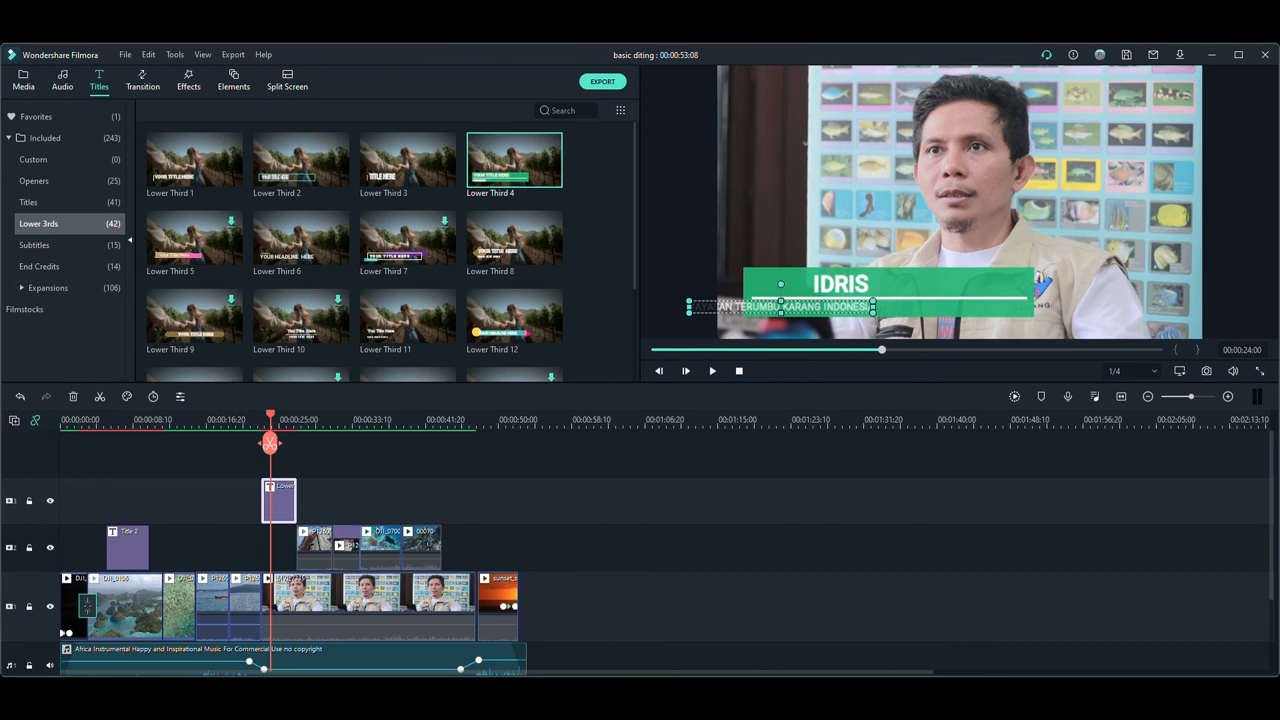 Wondershare Filmora File Edit Tools View Export Help basic diting : 00:00:53:08
Media Audio Titles Transition Effects Elements Split Screen EXPORT
Favorites (1)
Included (243)
Custom (0)
Openers (25)
Titles (41)
Lower 3rds (42)
Subtitles (15)
End Credits (14)
Expansions (106)
Filmstocks
Search
Lower Third 1 Lower Third 2 Lower Third 3 Lower Third 4
Lower Third 5 Lower Third 6 Lower Third 7 Lower Third 8
Lower Third 9 Lower Third 10 Lower Third 11 Lower Third 12
IDRIS
TERUMBU KARANG INDONESIA
00:00:24:00
1/4
00:00:00:00 00:00:08:10 00:00:16:20 00:00:25:00 00:00:33:10 00:00:41:20 00:00:50:00 00:00:58:10 00:01:06:20 00:01:15:00 00:01:23:10 00:01:31:20 00:01:40:00 00:01:48:10 00:01:56:20 00:02:05:00 00:02:13:10
3 Lower
2 Title 2 DJI_0700 00070
1 DJI_ DJI_0106 sunset_s
1 Africa Instrumental Happy and Inspirational Music For Commercial Use no copyright